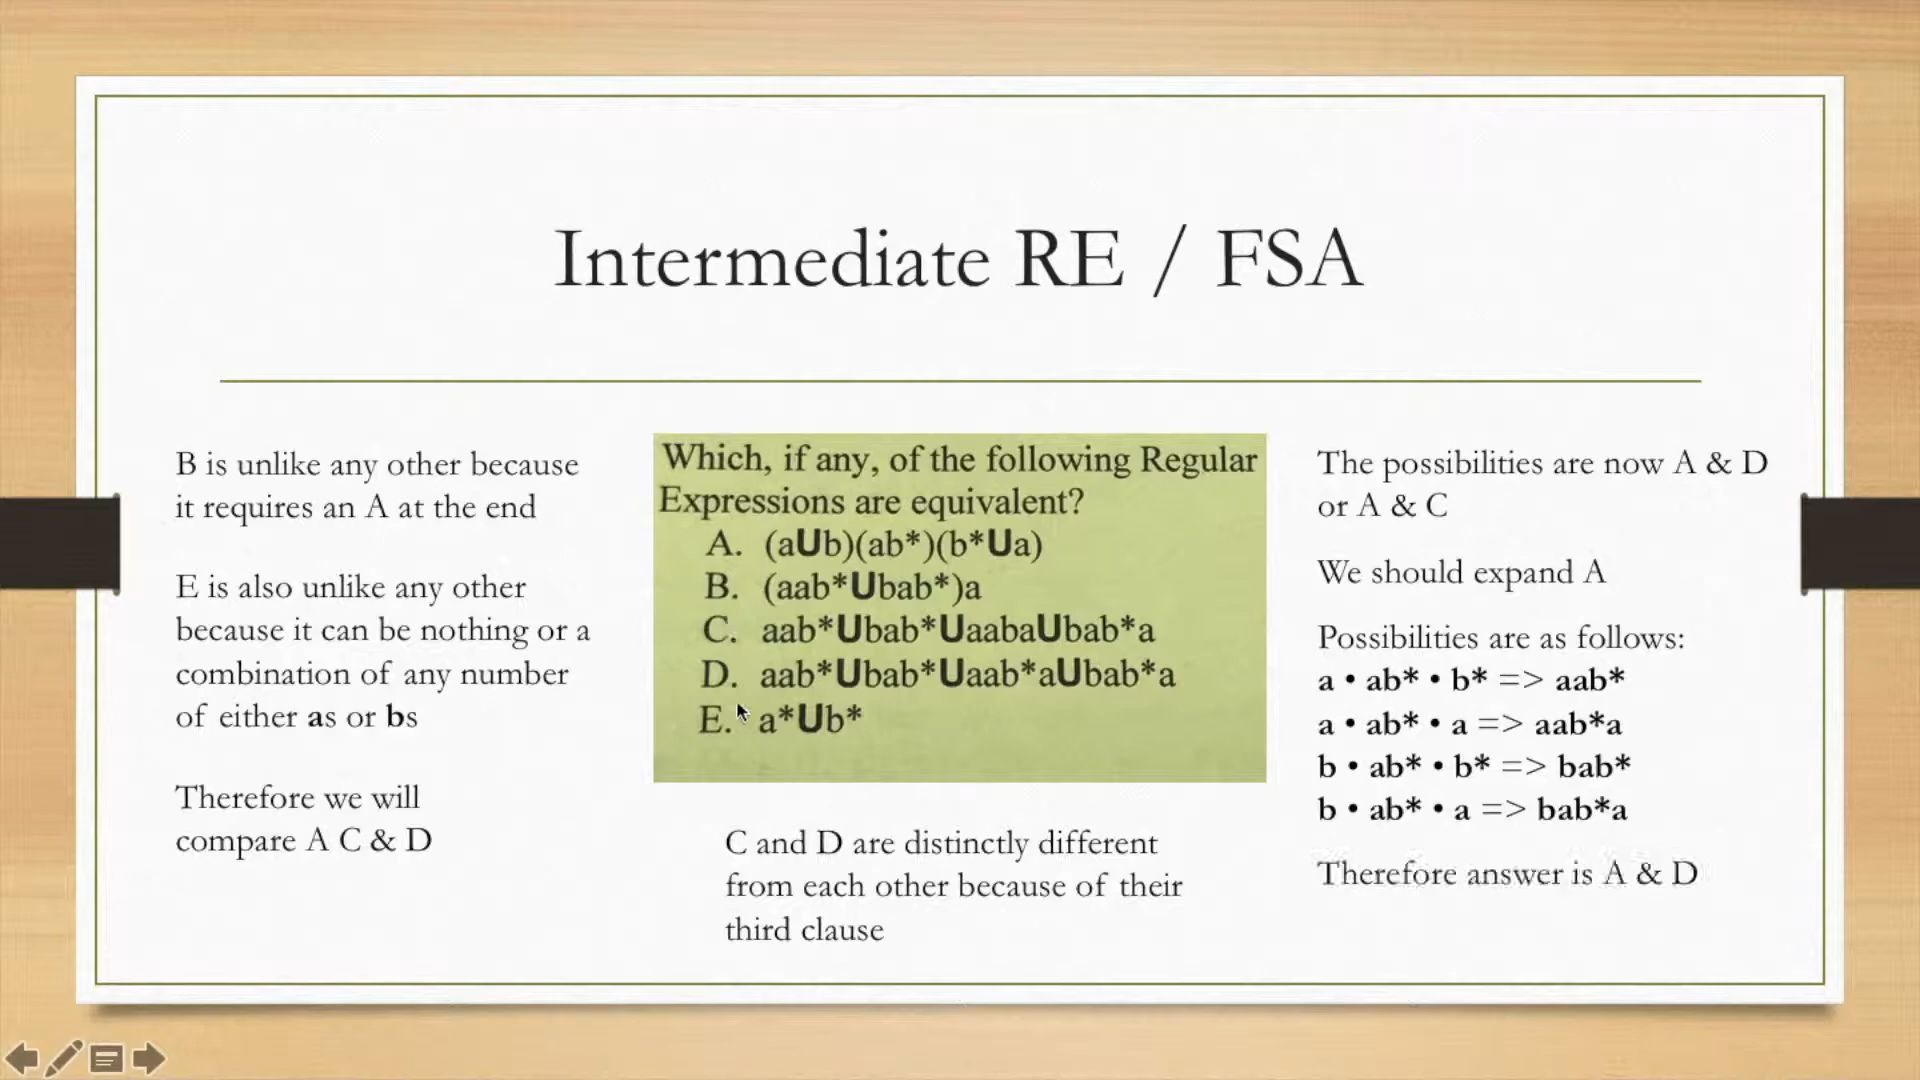 Intermediate RE / FSA
B is unlike any other because
it requires an A at the end
E is also unlike any other
because it can be nothing or a
combination of any number
of either as or bs
Therefore we will
compare A C & D
Which, if any, of the following Regular
Expressions are equivalent?
A. (aUb)(ab*)(b*Ua)
B. (aab*Ubab*)a
C. aab*Ubab*UaabaUbab*a
D. aab*Ubab*Uaab*aUbab*a
E. a*Ub*
C and D are distinctly different
from each other because of their
third clause
The possibilities are now A & D
or A & C
We should expand A
Possibilities are as follows:
a • ab* • b* => aab*
a • ab* • a => aab*a
b • ab* • b* => bab*
b • ab* • a => bab*a
Therefore answer is A & D